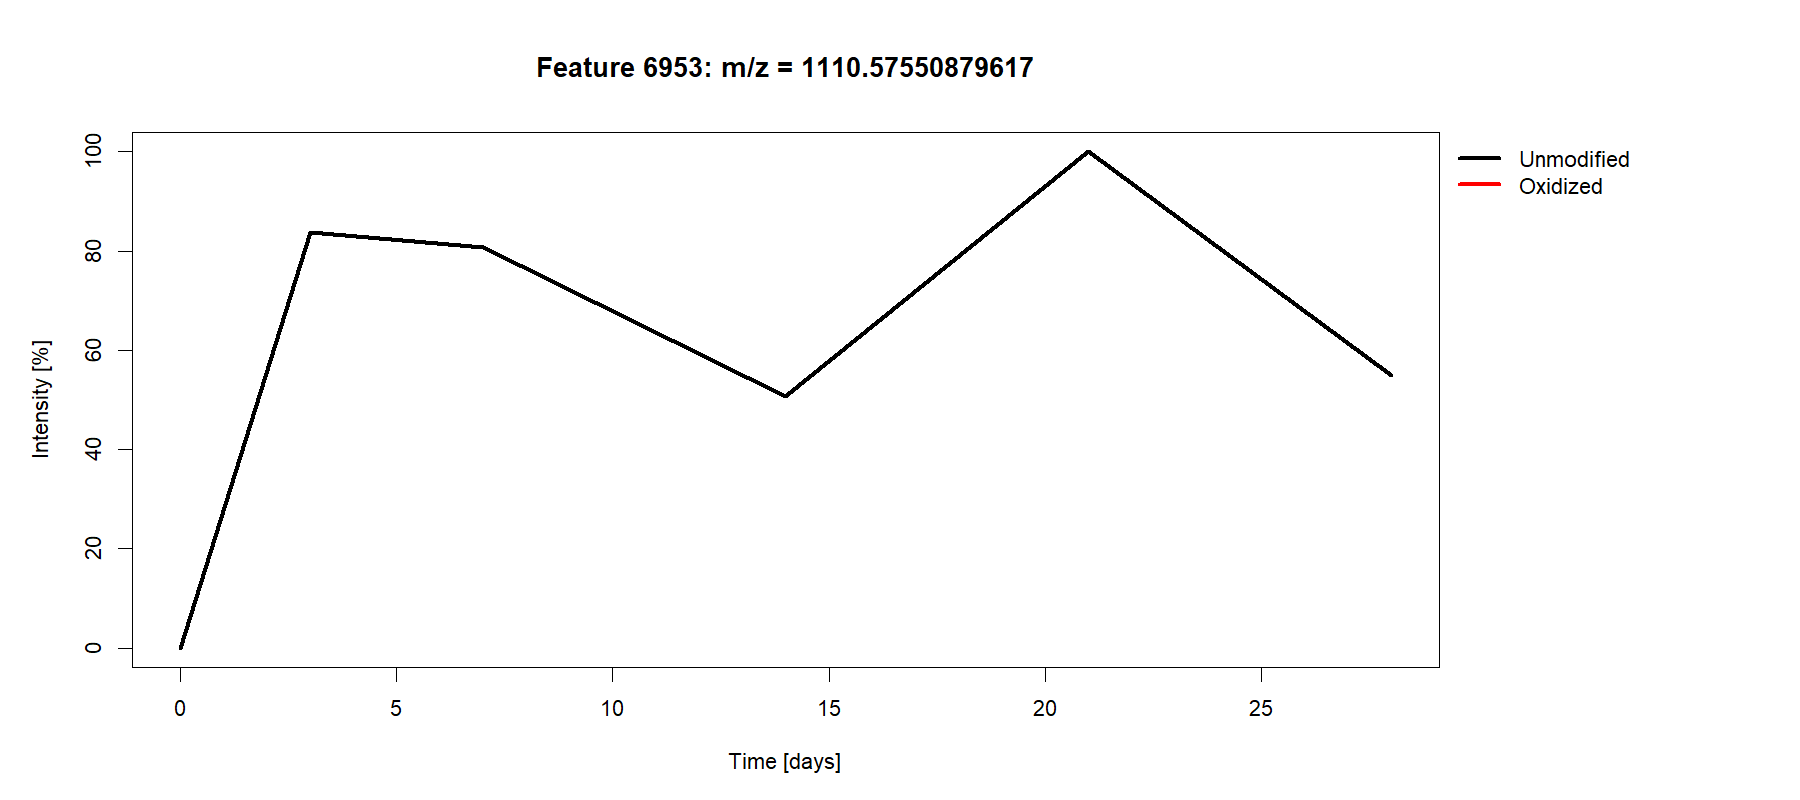 Feature 6953: m/z = 1110.57550879617
Unmodified
Oxidized
Intensity [%]
100
80
60
40
20
0
0 5 10 15 20 25
Time [days]